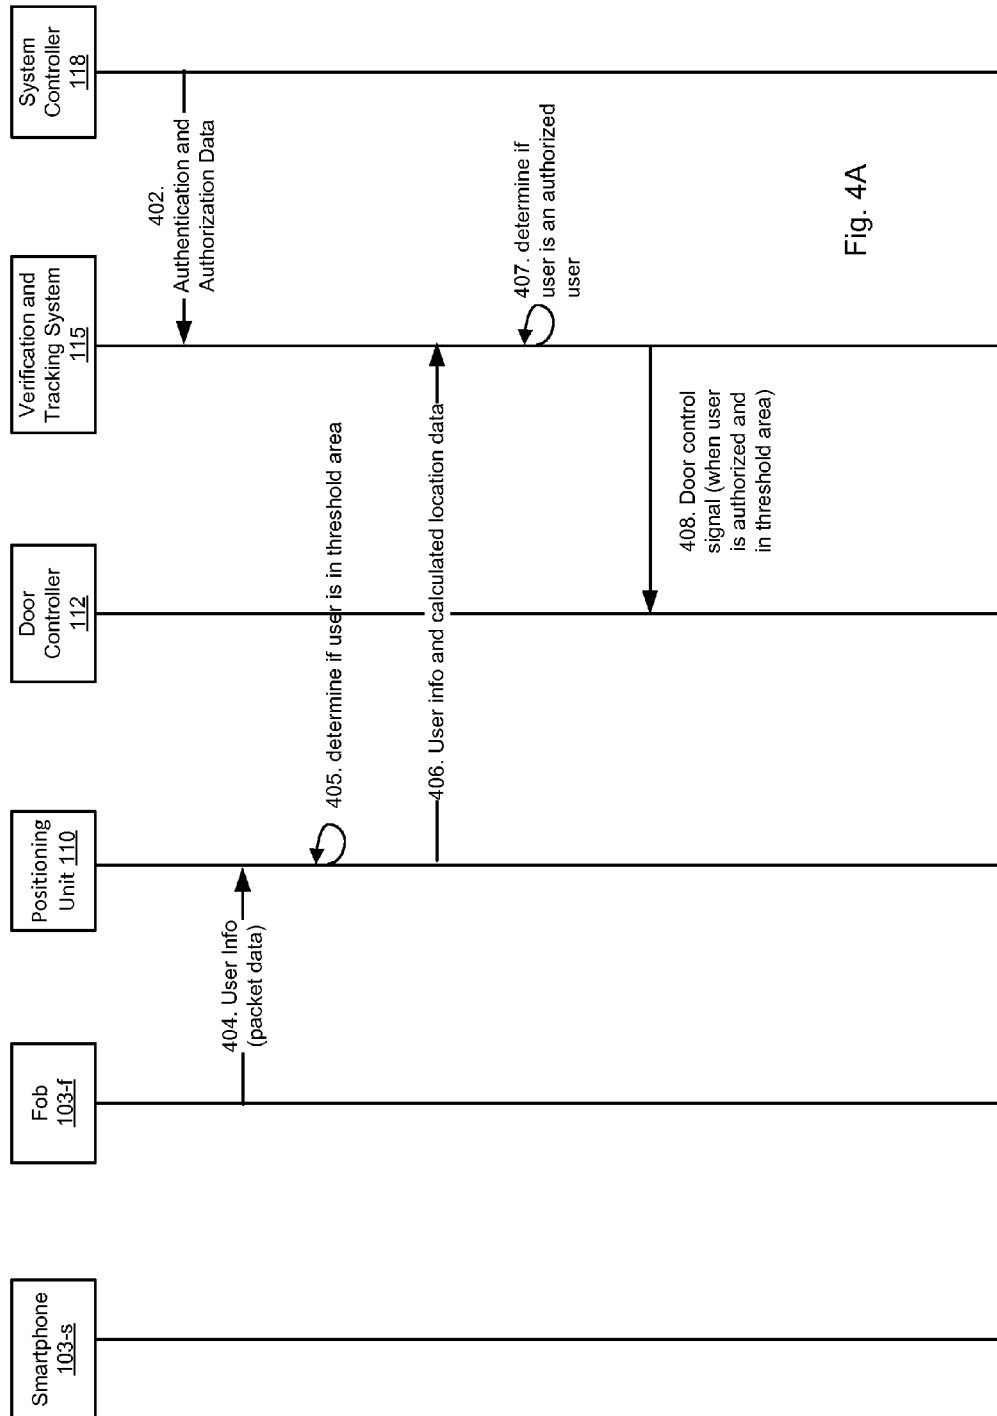 Smartphone
103-s
Fob
103-f
Positioning
Unit 110
Door
Controller
112
Verification and
Tracking System
115
System
Controller
118
402.
Authentication and
Authorization Data
404. User Info
(packet data)
405. determine if user is in threshold area
406. User info and calculated location data
407. determine if
user is an authorized
user
408. Door control
signal (when user
is authorized and
in threshold area)
Fig. 4A